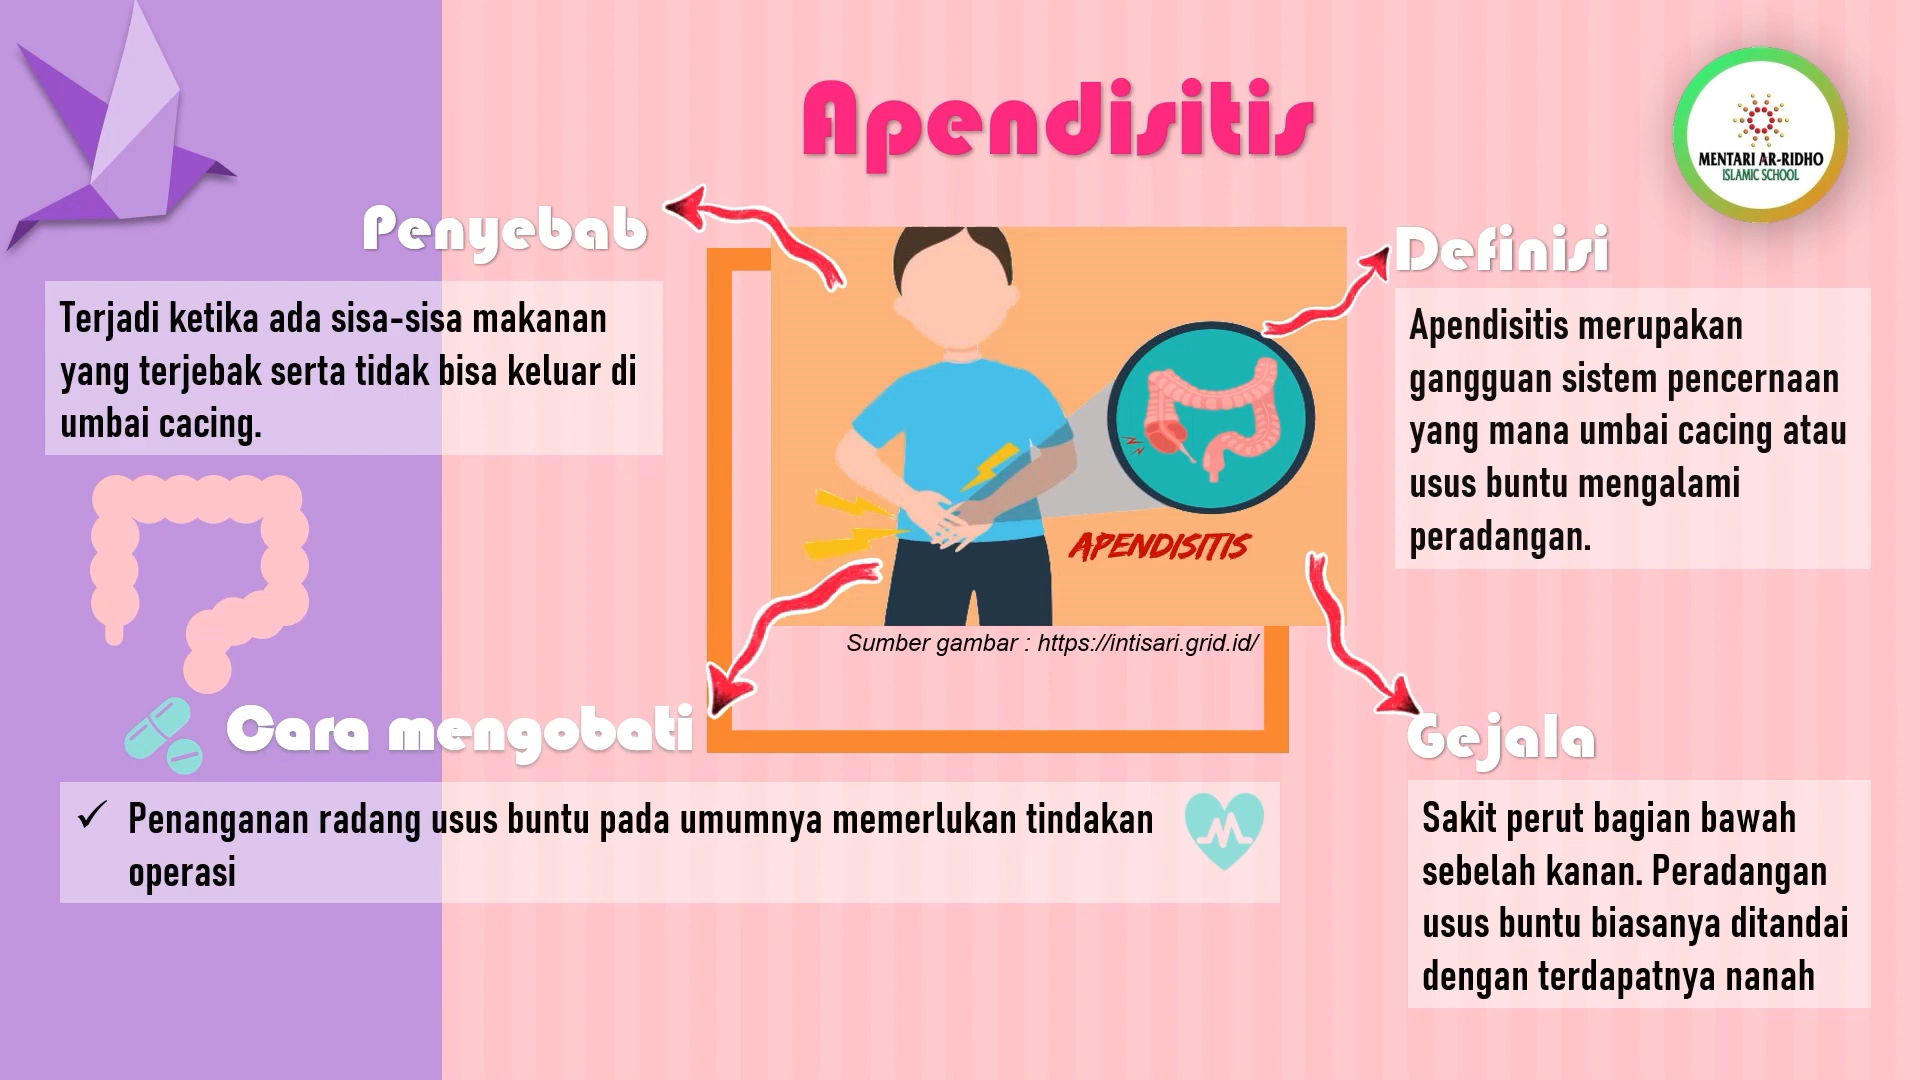 Apendisitis
MENTARI AR-RIDHO
ISLAMIC SCHOOL
Penyebab
Terjadi ketika ada sisa-sisa makanan
yang terjebak serta tidak bisa keluar di
umbai cacing.
Definisi
Apendisitis merupakan
gangguan sistem pencernaan
yang mana umbai cacing atau
usus buntu mengalami
peradangan.
APENDISITIS
Sumber gambar : https://intisari.grid.id/
Cara mengobati
✓ Penanganan radang usus buntu pada umumnya memerlukan tindakan
operasi
Gejala
Sakit perut bagian bawah
sebelah kanan. Peradangan
usus buntu biasanya ditandai
dengan terdapatnya nanah